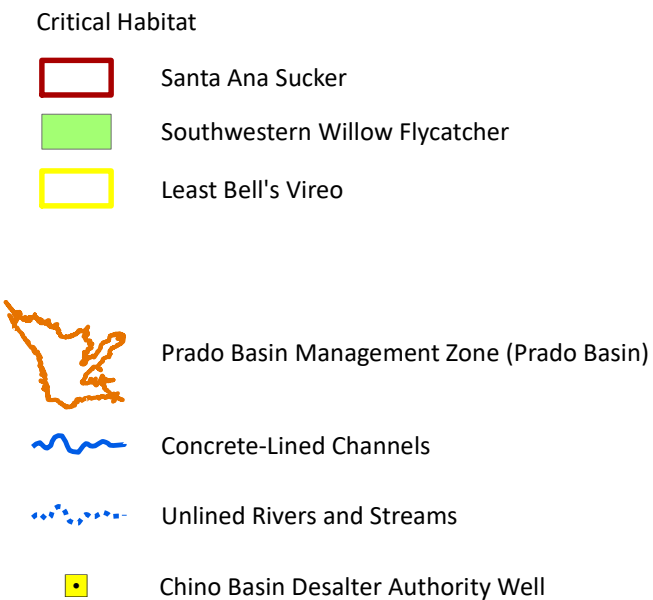 Critical Habitat
Santa Ana Sucker
Southwestern Willow Flycatcher
Least Bell's Vireo
Prado Basin Management Zone (Prado Basin)
Concrete-Lined Channels
Unlined Rivers and Streams
Chino Basin Desalter Authority Well